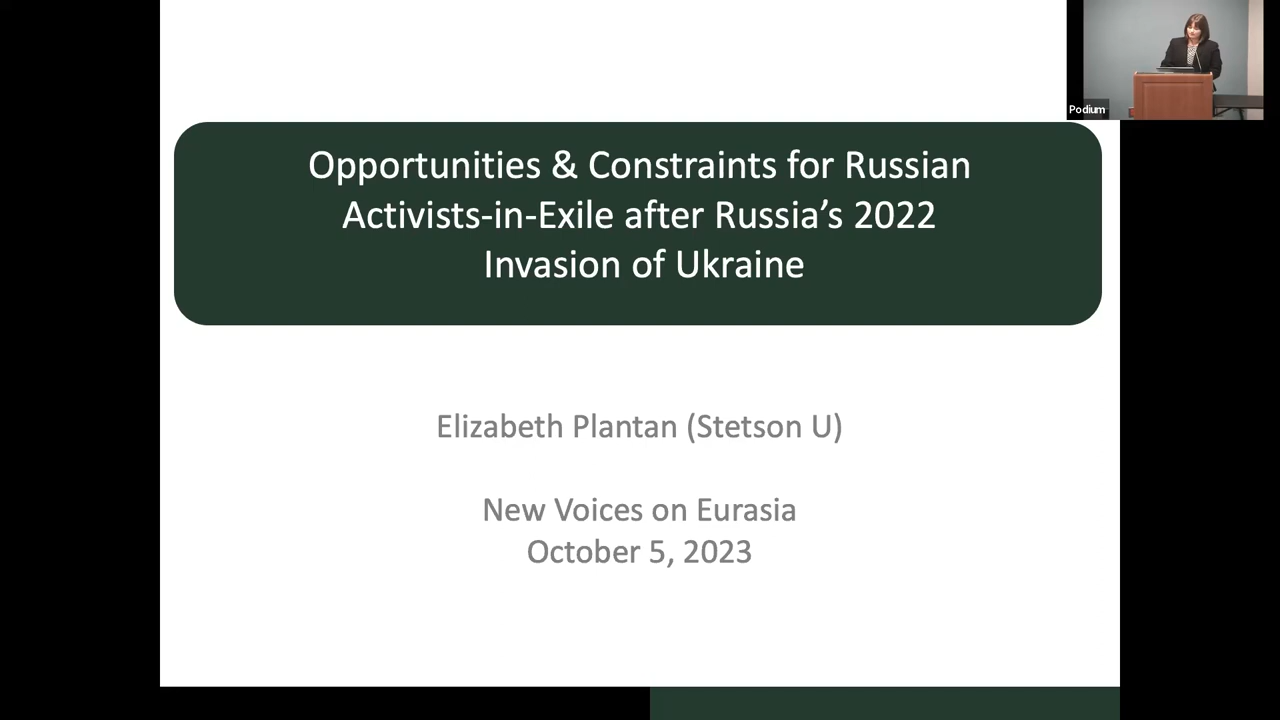 Podium
Opportunities & Constraints for Russian
Activists-in-Exile after Russia’s 2022
Invasion of Ukraine
Elizabeth Plantan (Stetson U)
New Voices on Eurasia
October 5, 2023